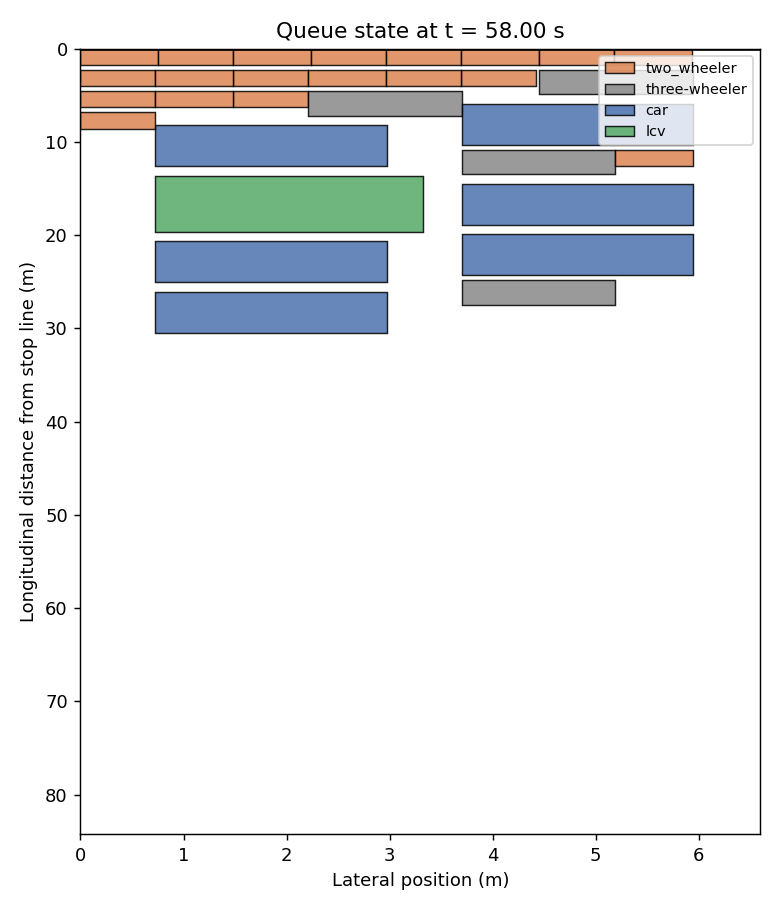 Queue state at t = 58.00 s
two_wheeler
three-wheeler
car
lcv
0
10
20
30
40
50
60
70
80
Longitudinal distance from stop line (m)
0 1 2 3 4 5 6
Lateral position (m)